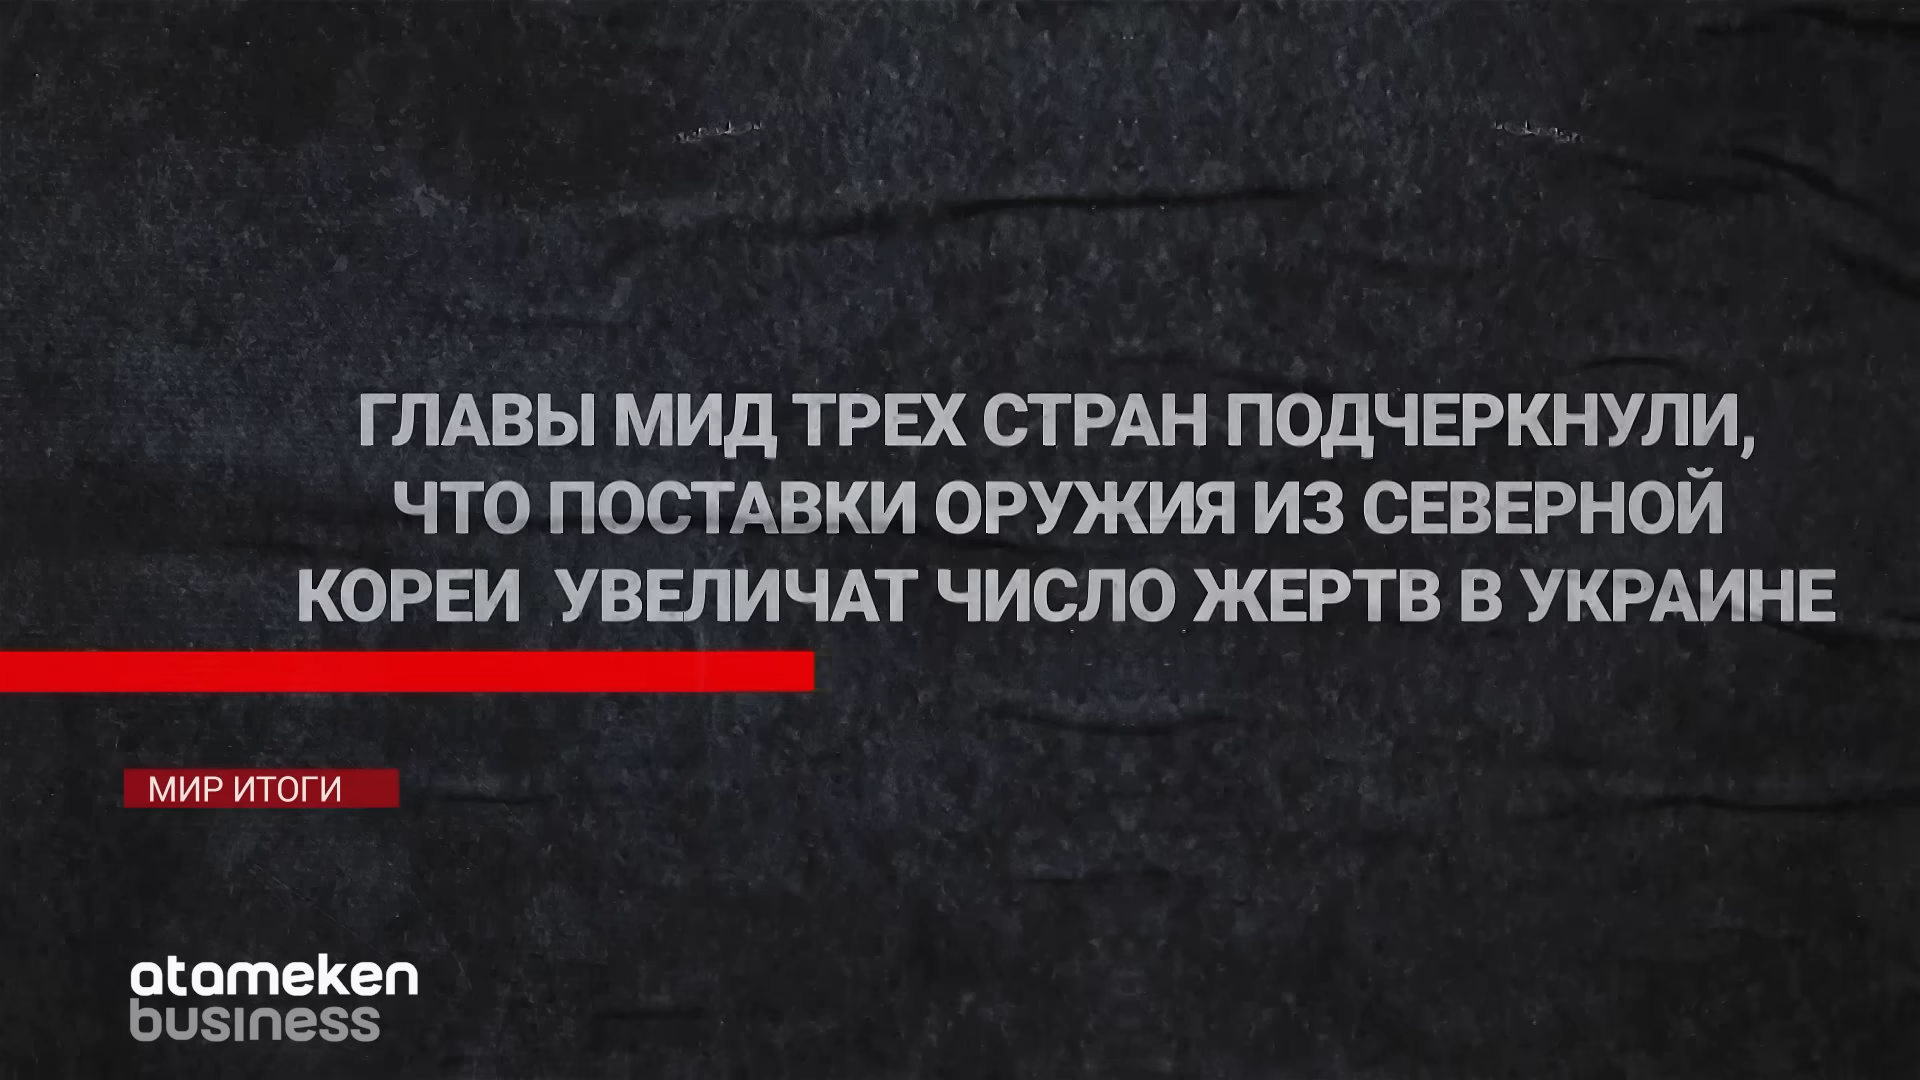 ГЛАВЫ МИД ТРЕХ СТРАН ПОДЧЕРКНУЛИ,
ЧТО ПОСТАВКИ ОРУЖИЯ ИЗ СЕВЕРНОЙ
КОРЕИ УВЕЛИЧАТ ЧИСЛО ЖЕРТВ В УКРАИНЕ
МИР ИТОГИ
atameken
business